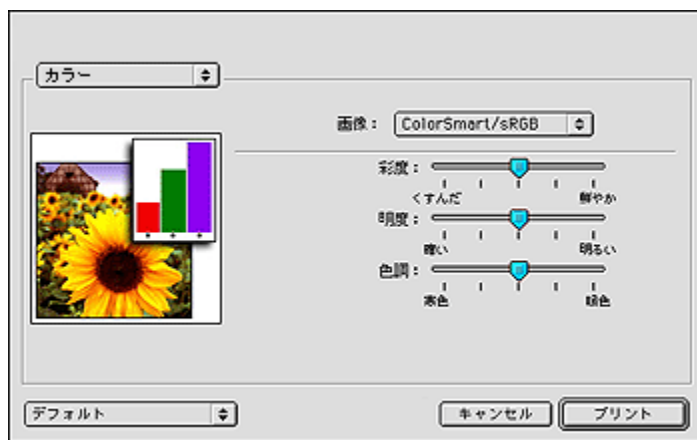 カラー
画像： ColorSmart/sRGB
彩度：
くすんだ 鮮やか
明度：
暗い 明るい
色調：
寒色 暖色
デフォルト キャンセル プリント